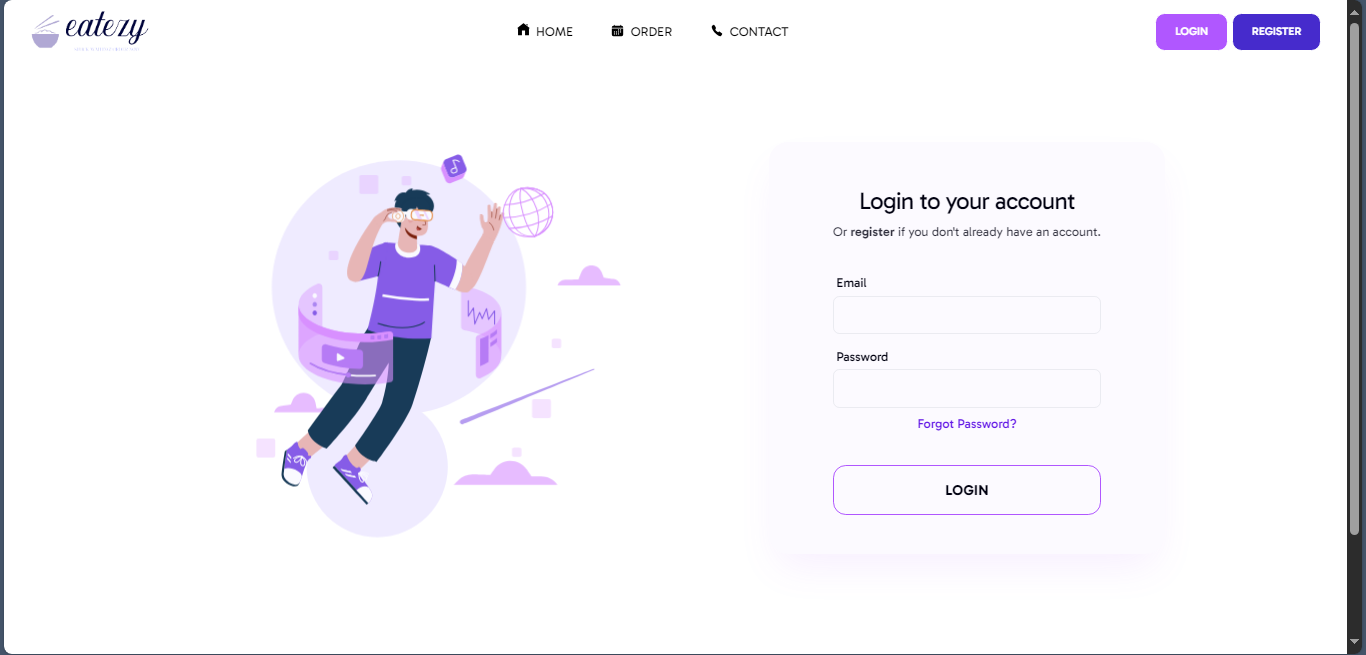 eatezy
HOME
ORDER
CONTACT
LOGIN
REGISTER
Login to your account
Or register if you don't already have an account.
Email
Password
Forgot Password?
LOGIN